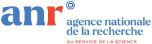 anr
agence nationale
de la recherche
AU SERVICE DE LA SCIENCE